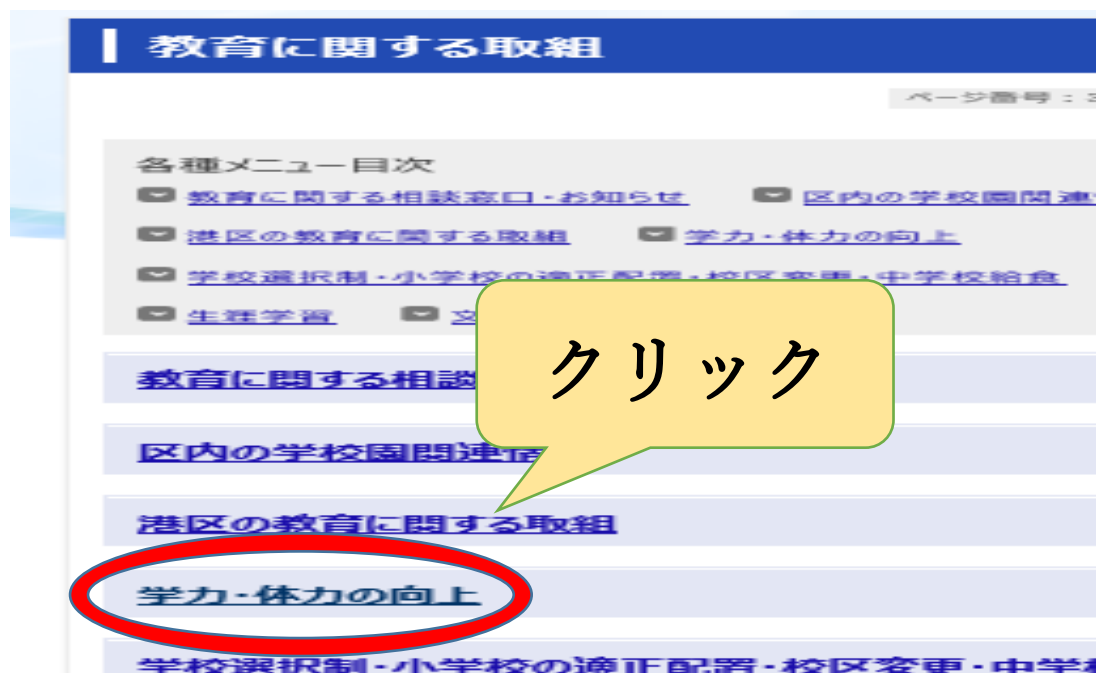 教育に関する取組
ページ番号：
各種メニュー目次
教育に関する相談窓口・お知らせ 区内の学校園関連
港区の教育に関する取組 学力・体力の向上
学校選択制・小学校の適正配置・校区変更・中学校給食
生涯学習 文
クリック
教育に関する相談
区内の学校園関連情
港区の教育に関する取組
学力・体力の向上
学校選択制・小学校の適正配置・校区変更・中学校